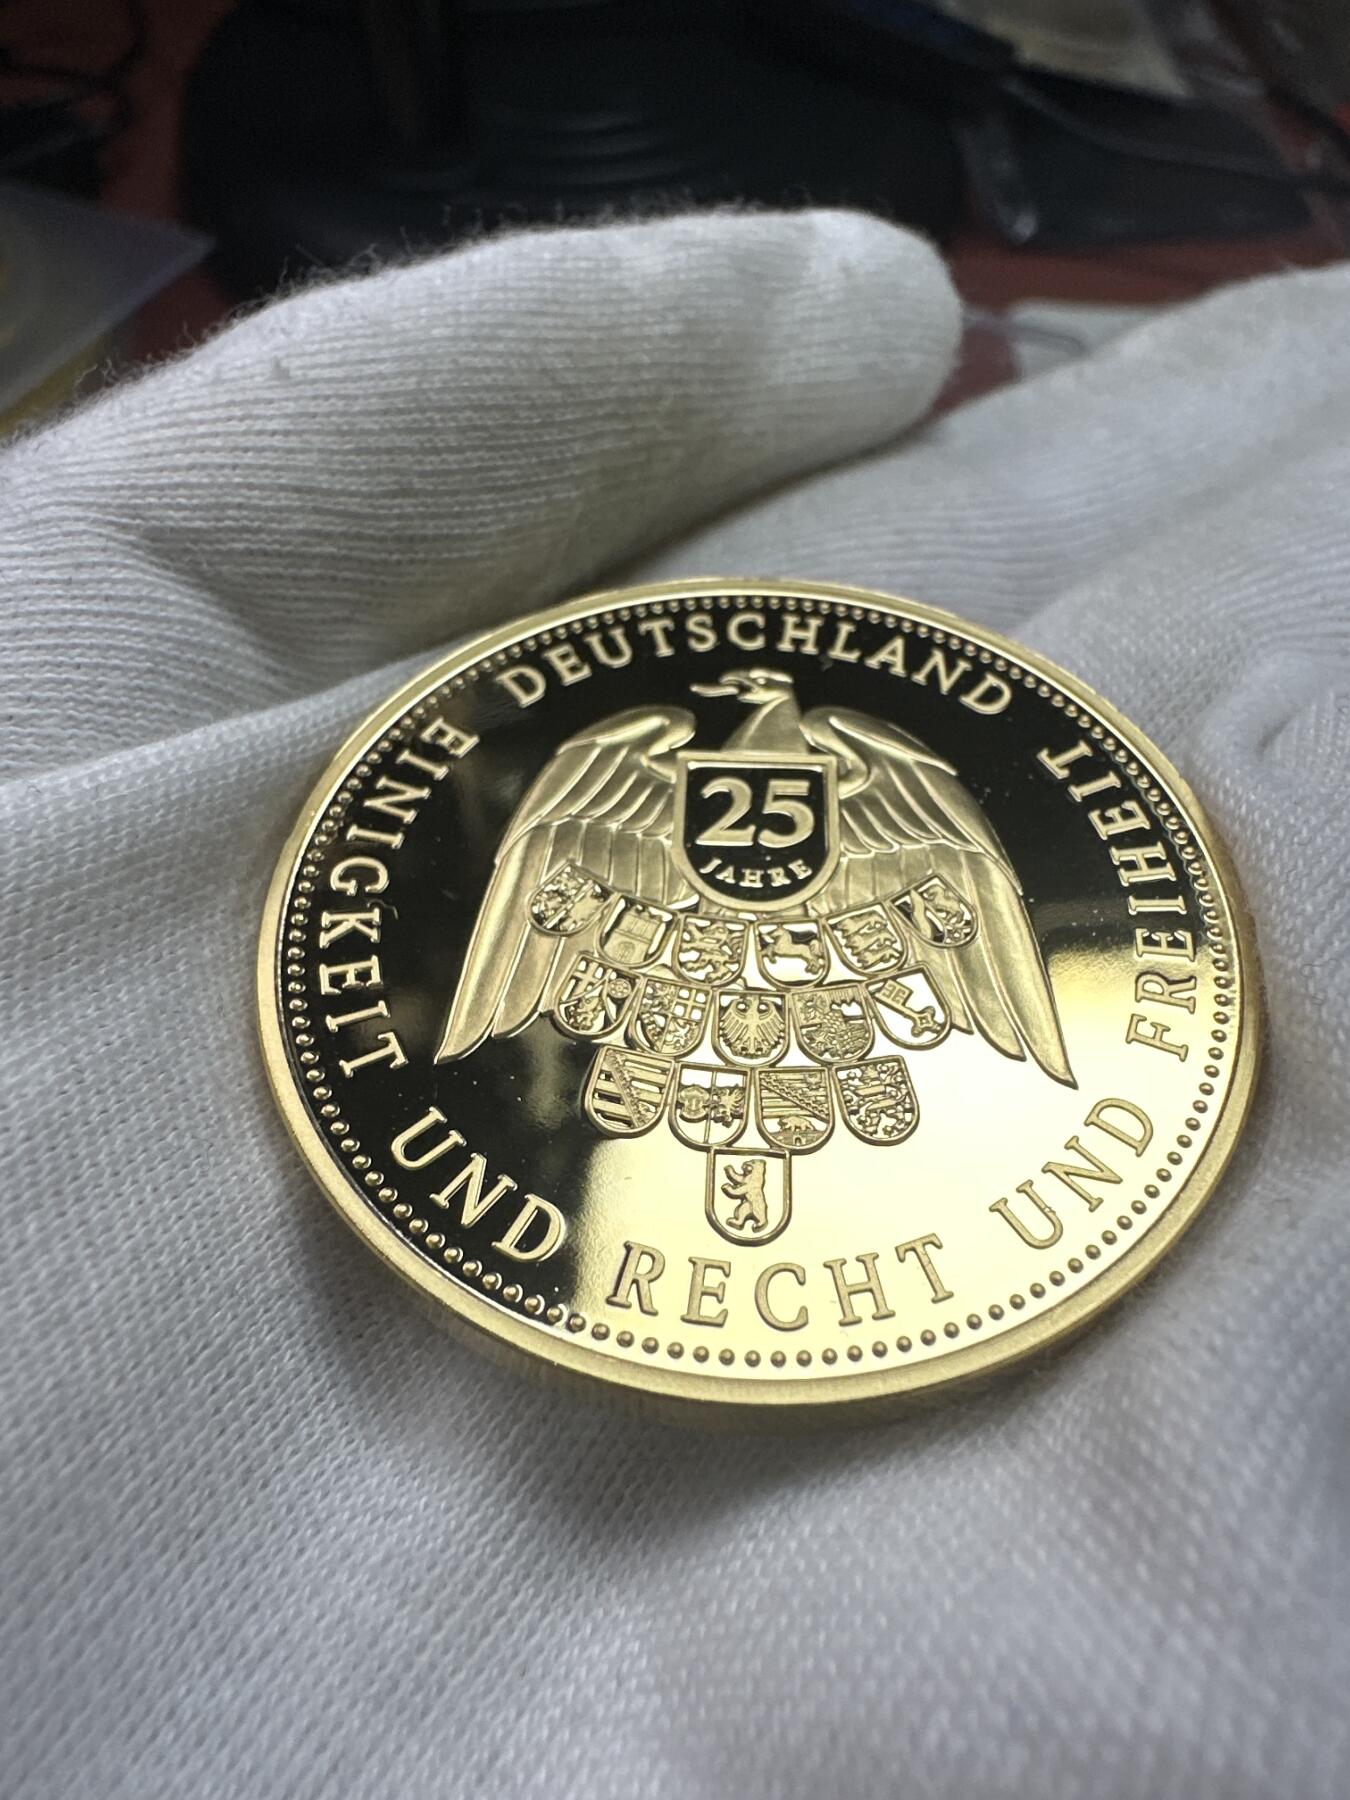 DEUTSCHLAND
EINIGKEIT UND RECHT UND FREIHEIT
25
JAHRE